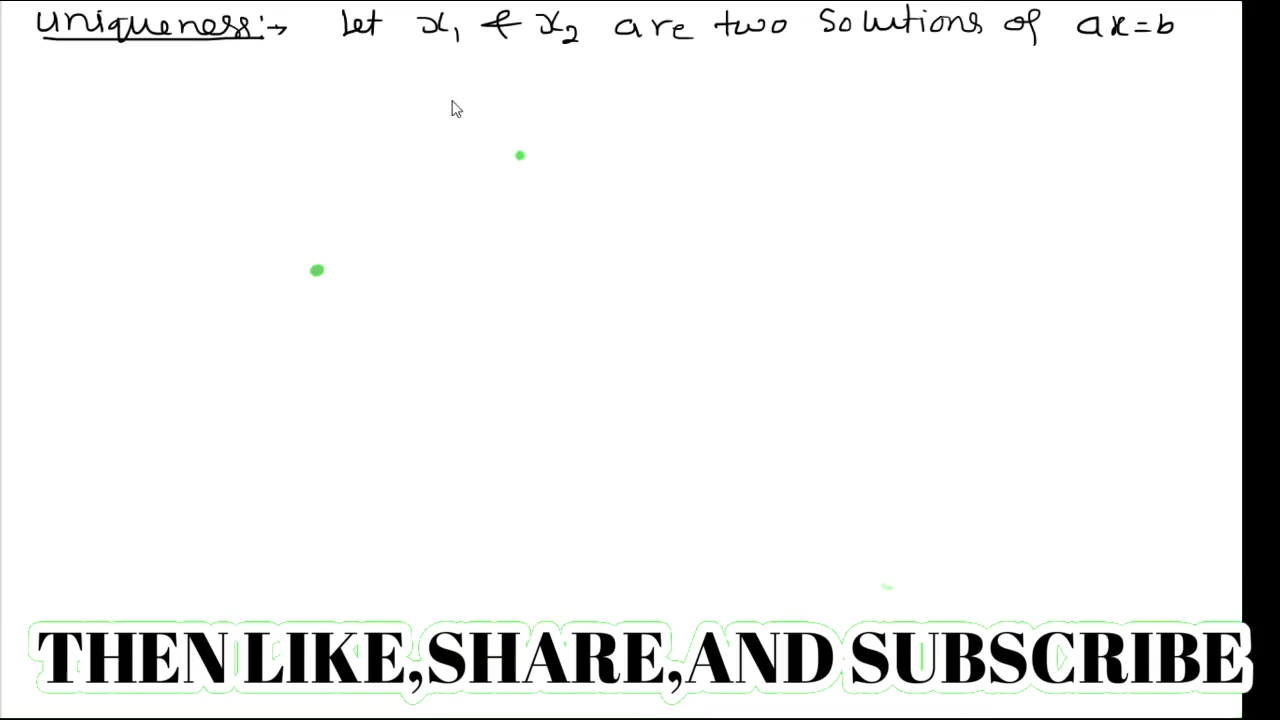 uniqueness:→ Let x₁ & x₂ are two solutions of ax=b
THEN LIKE,SHARE,AND SUBSCRIBE